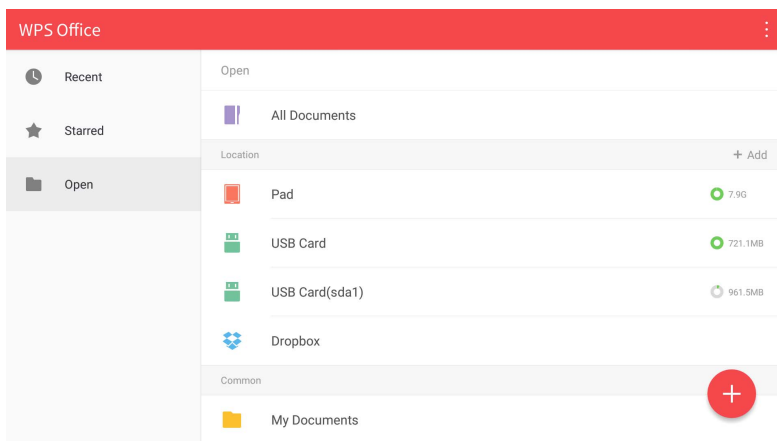 WPS Office
Recent
Starred
Open
Open
All Documents
Location + Add
Pad 7.9G
USB Card 721.1MB
USB Card(sda1) 961.5MB
Dropbox
Common
My Documents